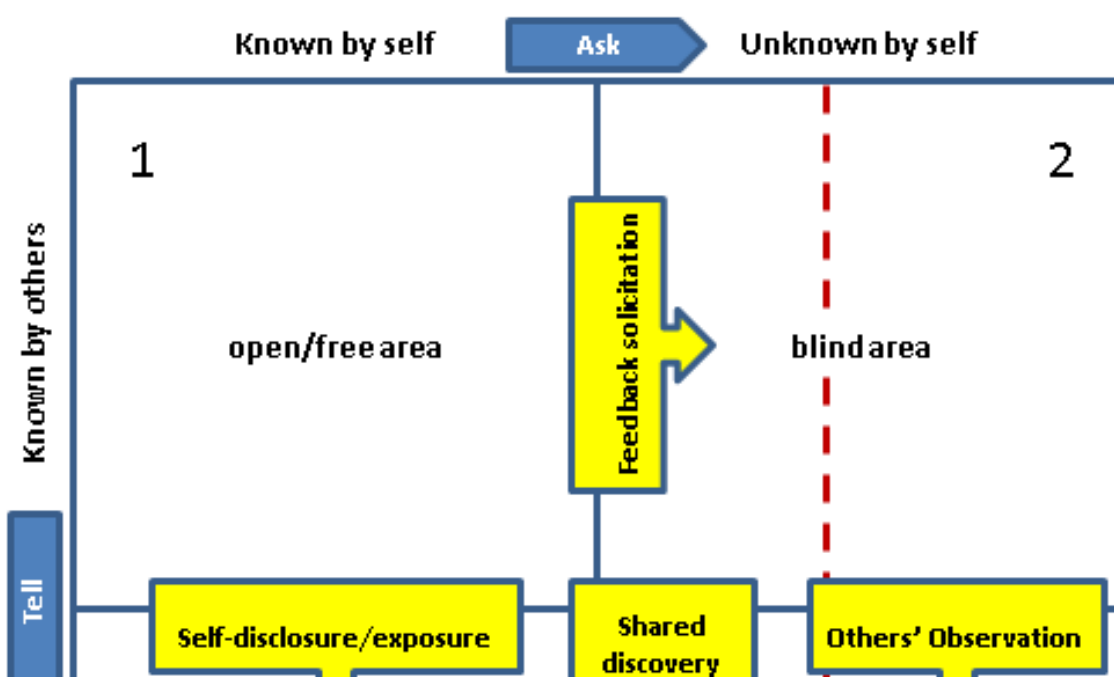 Known by self
Ask
Unknown by self
1
2
Known by others
Feedback solicitation
open/free area
blind area
Tell
Self-disclosure/exposure
Shared
discovery
Others' Observation